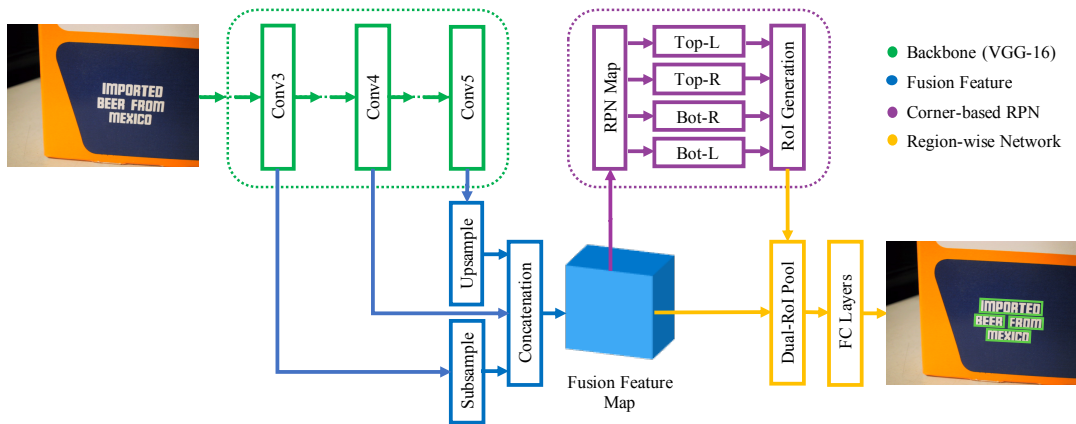 IMPORTED
BEER FROM
MEXICO
Conv3
Conv4
Conv5
RPN Map
Top-L
Top-R
Bot-R
Bot-L
RoI Generation
Backbone (VGG-16)
Fusion Feature
Corner-based RPN
Region-wise Network
Upsample
Subsample
Concatenation
Fusion Feature
Map
Dual-RoI Pool
FC Layers
IMPORTED
BEER FROM
MEXICO